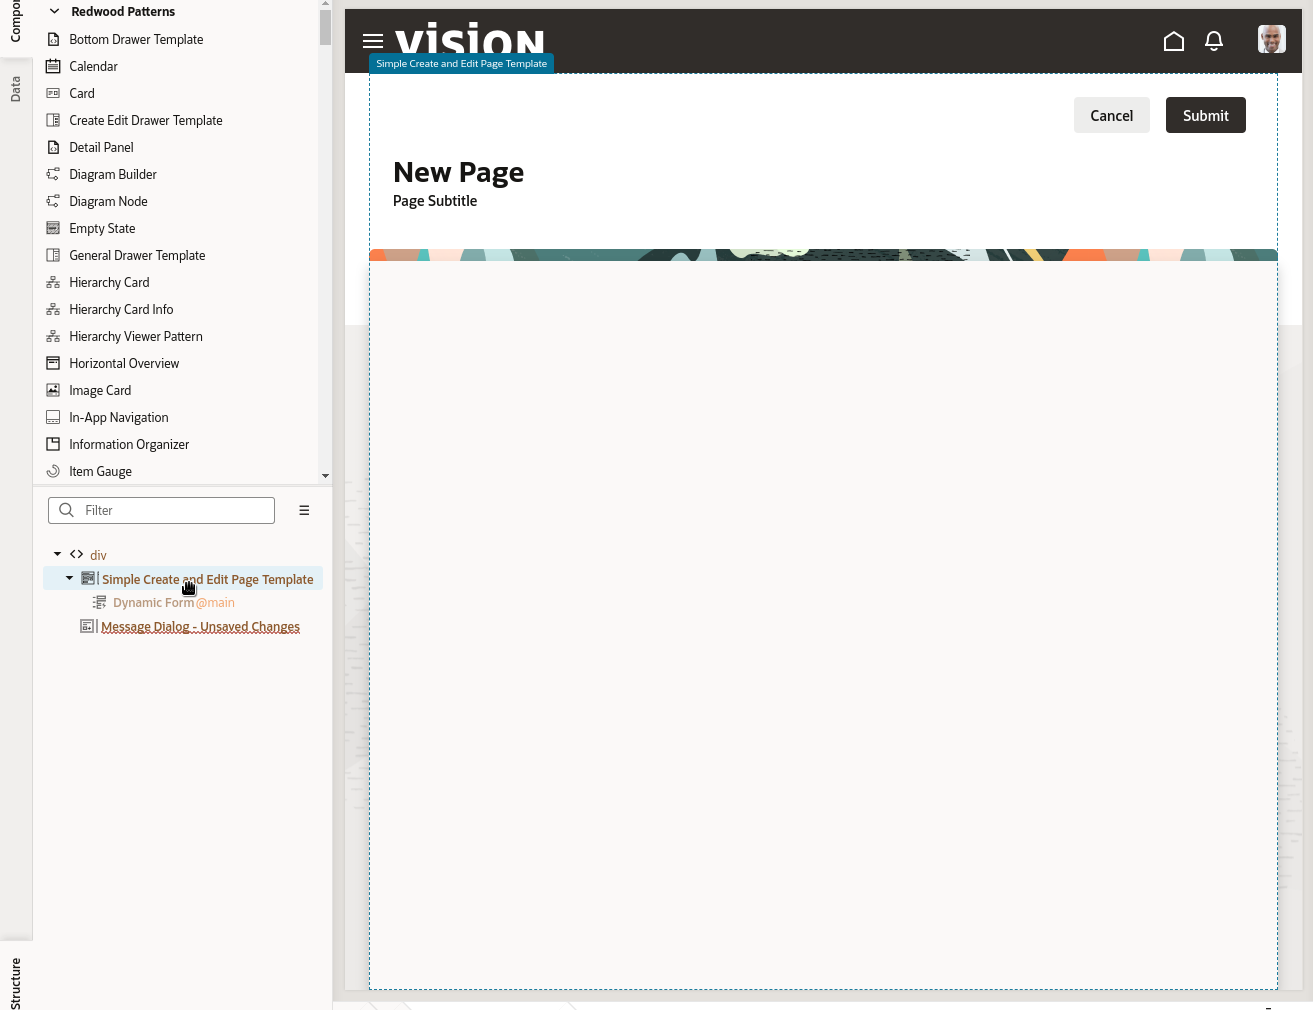 Redwood Patterns
Bottom Drawer Template
Calendar
Card
Create Edit Drawer Template
Detail Panel
Diagram Builder
Diagram Node
Empty State
General Drawer Template
Hierarchy Card
Hierarchy Card Info
Hierarchy Viewer Pattern
Horizontal Overview
Image Card
In-App Navigation
Information Organizer
Item Gauge
Data
Structure
Filter
div
Simple Create and Edit Page Template
Dynamic Form @main
Message Dialog - Unsaved Changes
vision
Simple Create and Edit Page Template
Cancel
Submit
New Page
Page Subtitle